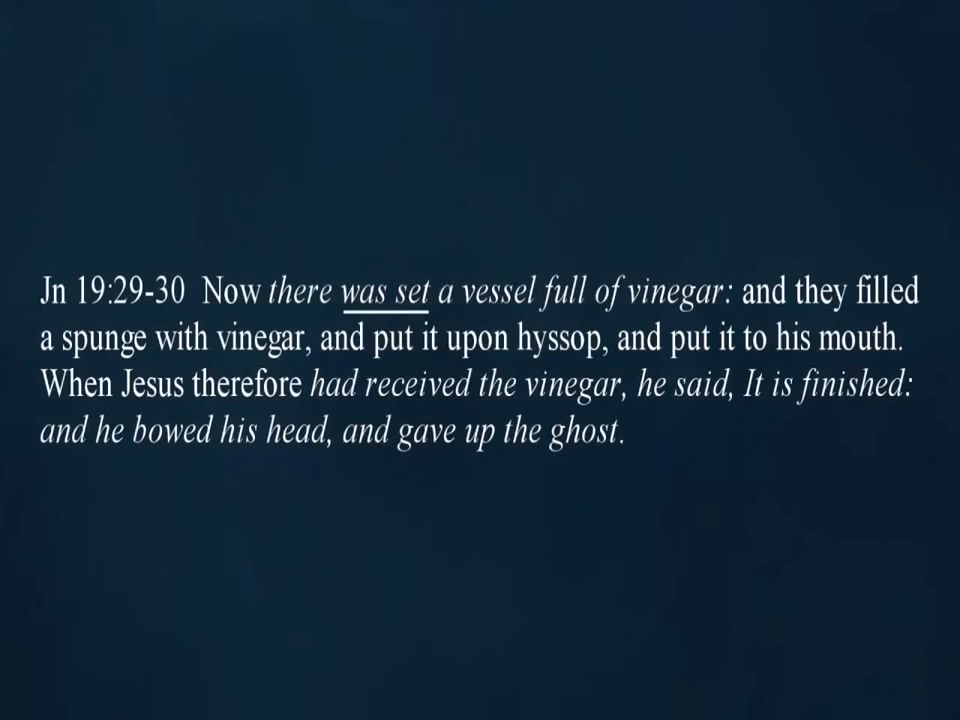 Jn 19:29-30  Now there was set a vessel full of vinegar: and they filled
a spunge with vinegar, and put it upon hyssop, and put it to his mouth.
When Jesus therefore had received the vinegar, he said, It is finished:
and he bowed his head, and gave up the ghost.